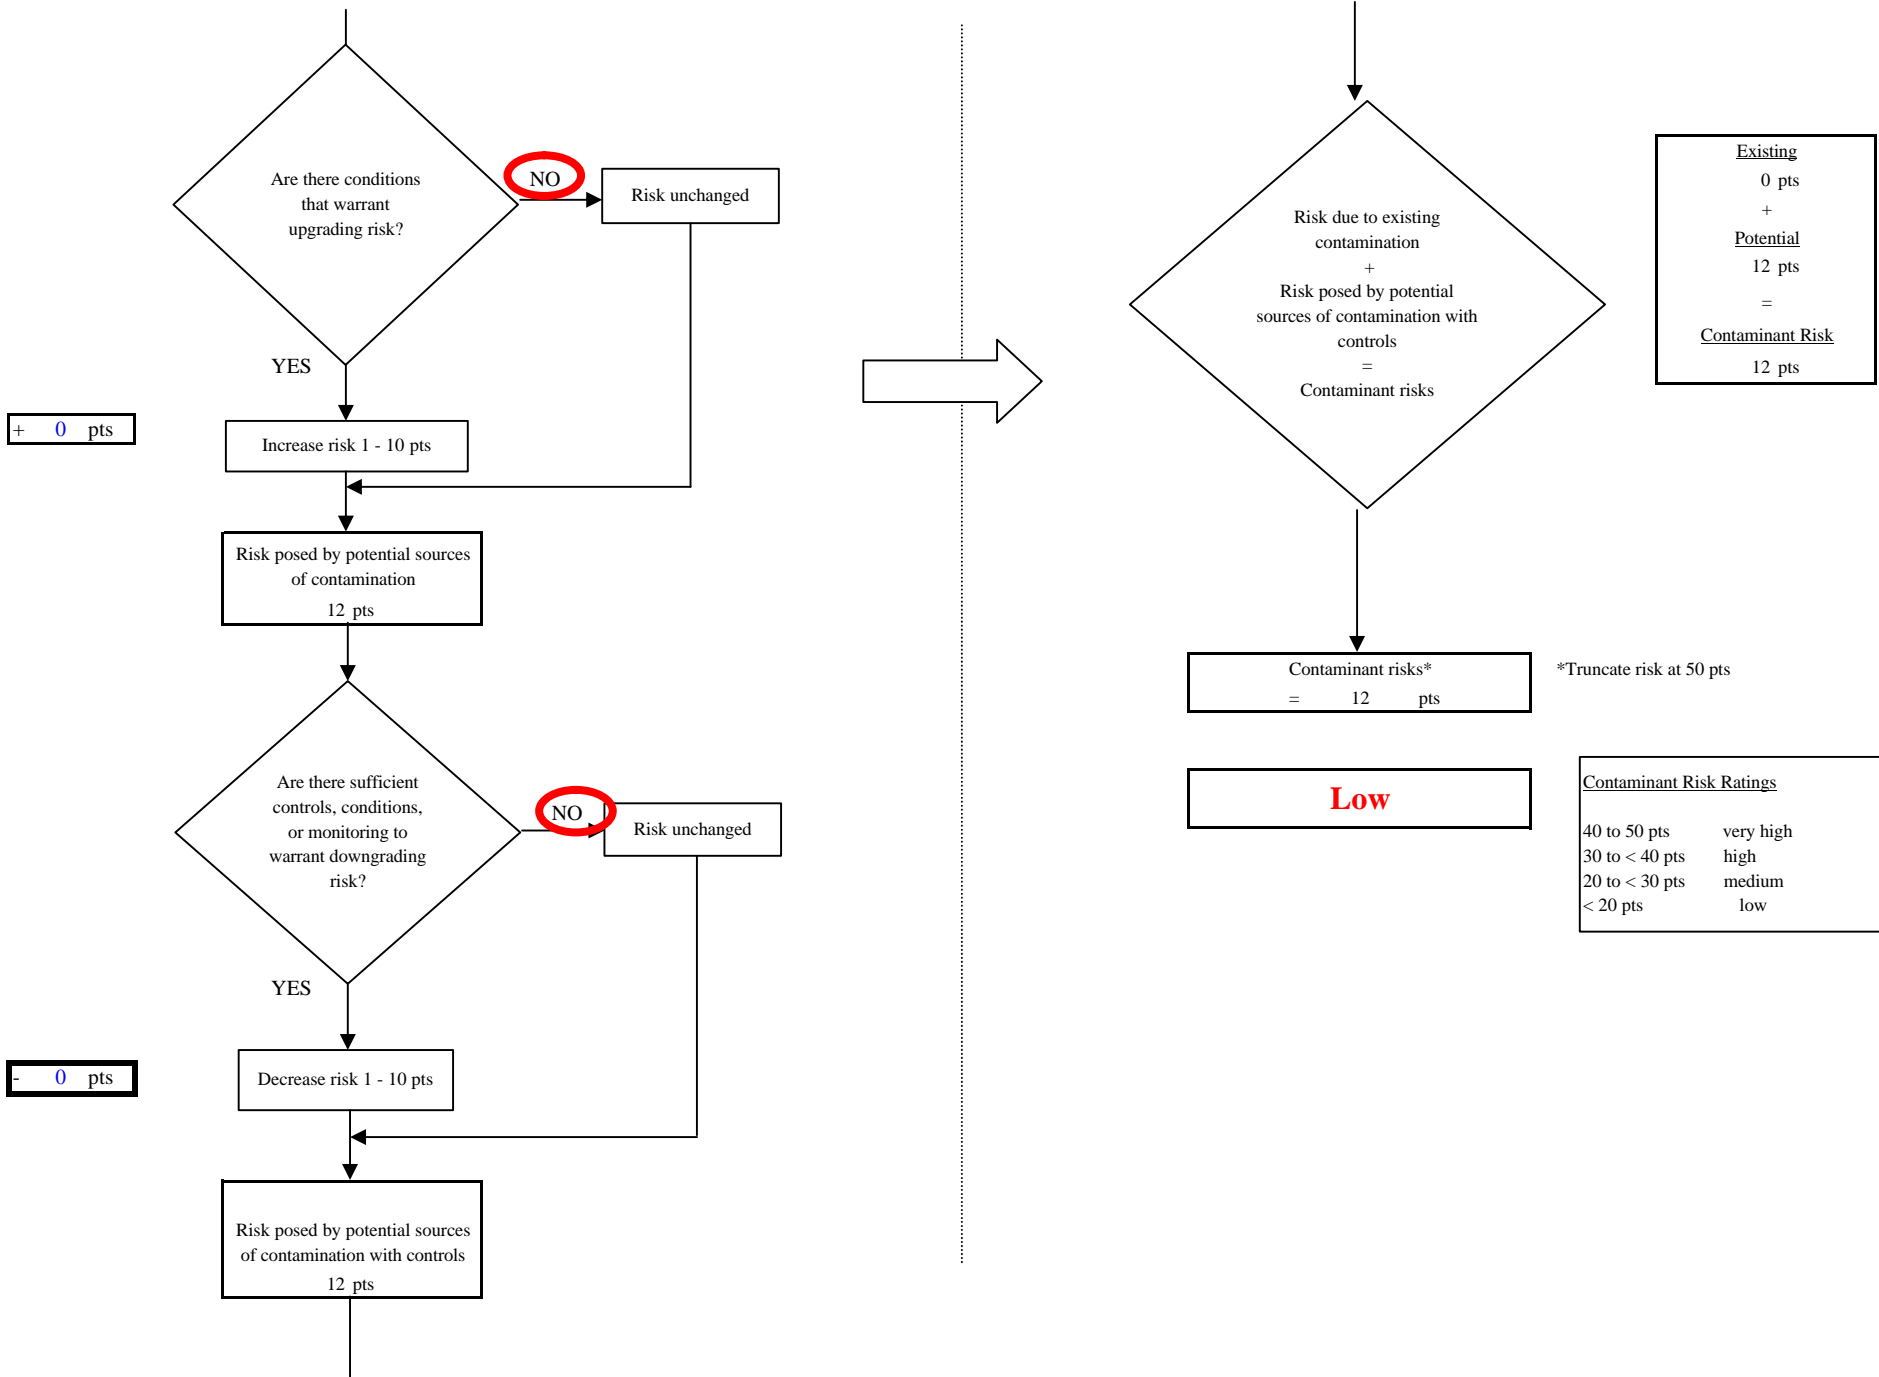 Are there conditions
that warrant
upgrading risk?
NO
Risk unchanged
YES
+ 0 pts
Increase risk 1 - 10 pts
Risk posed by potential sources
of contamination
12 pts
Are there sufficient
controls, conditions,
or monitoring to
warrant downgrading
risk?
NO
Risk unchanged
YES
- 0 pts
Decrease risk 1 - 10 pts
Risk posed by potential sources
of contamination with controls
12 pts
Risk due to existing
contamination
+
Risk posed by potential
sources of contamination with
controls
=
Contaminant risks
Existing
0 pts
+
Potential
12 pts
=
Contaminant Risk
12 pts
Contaminant risks*
= 12 pts
*Truncate risk at 50 pts
Low
Contaminant Risk Ratings
40 to 50 pts very high
30 to < 40 pts high
20 to < 30 pts medium
< 20 pts low